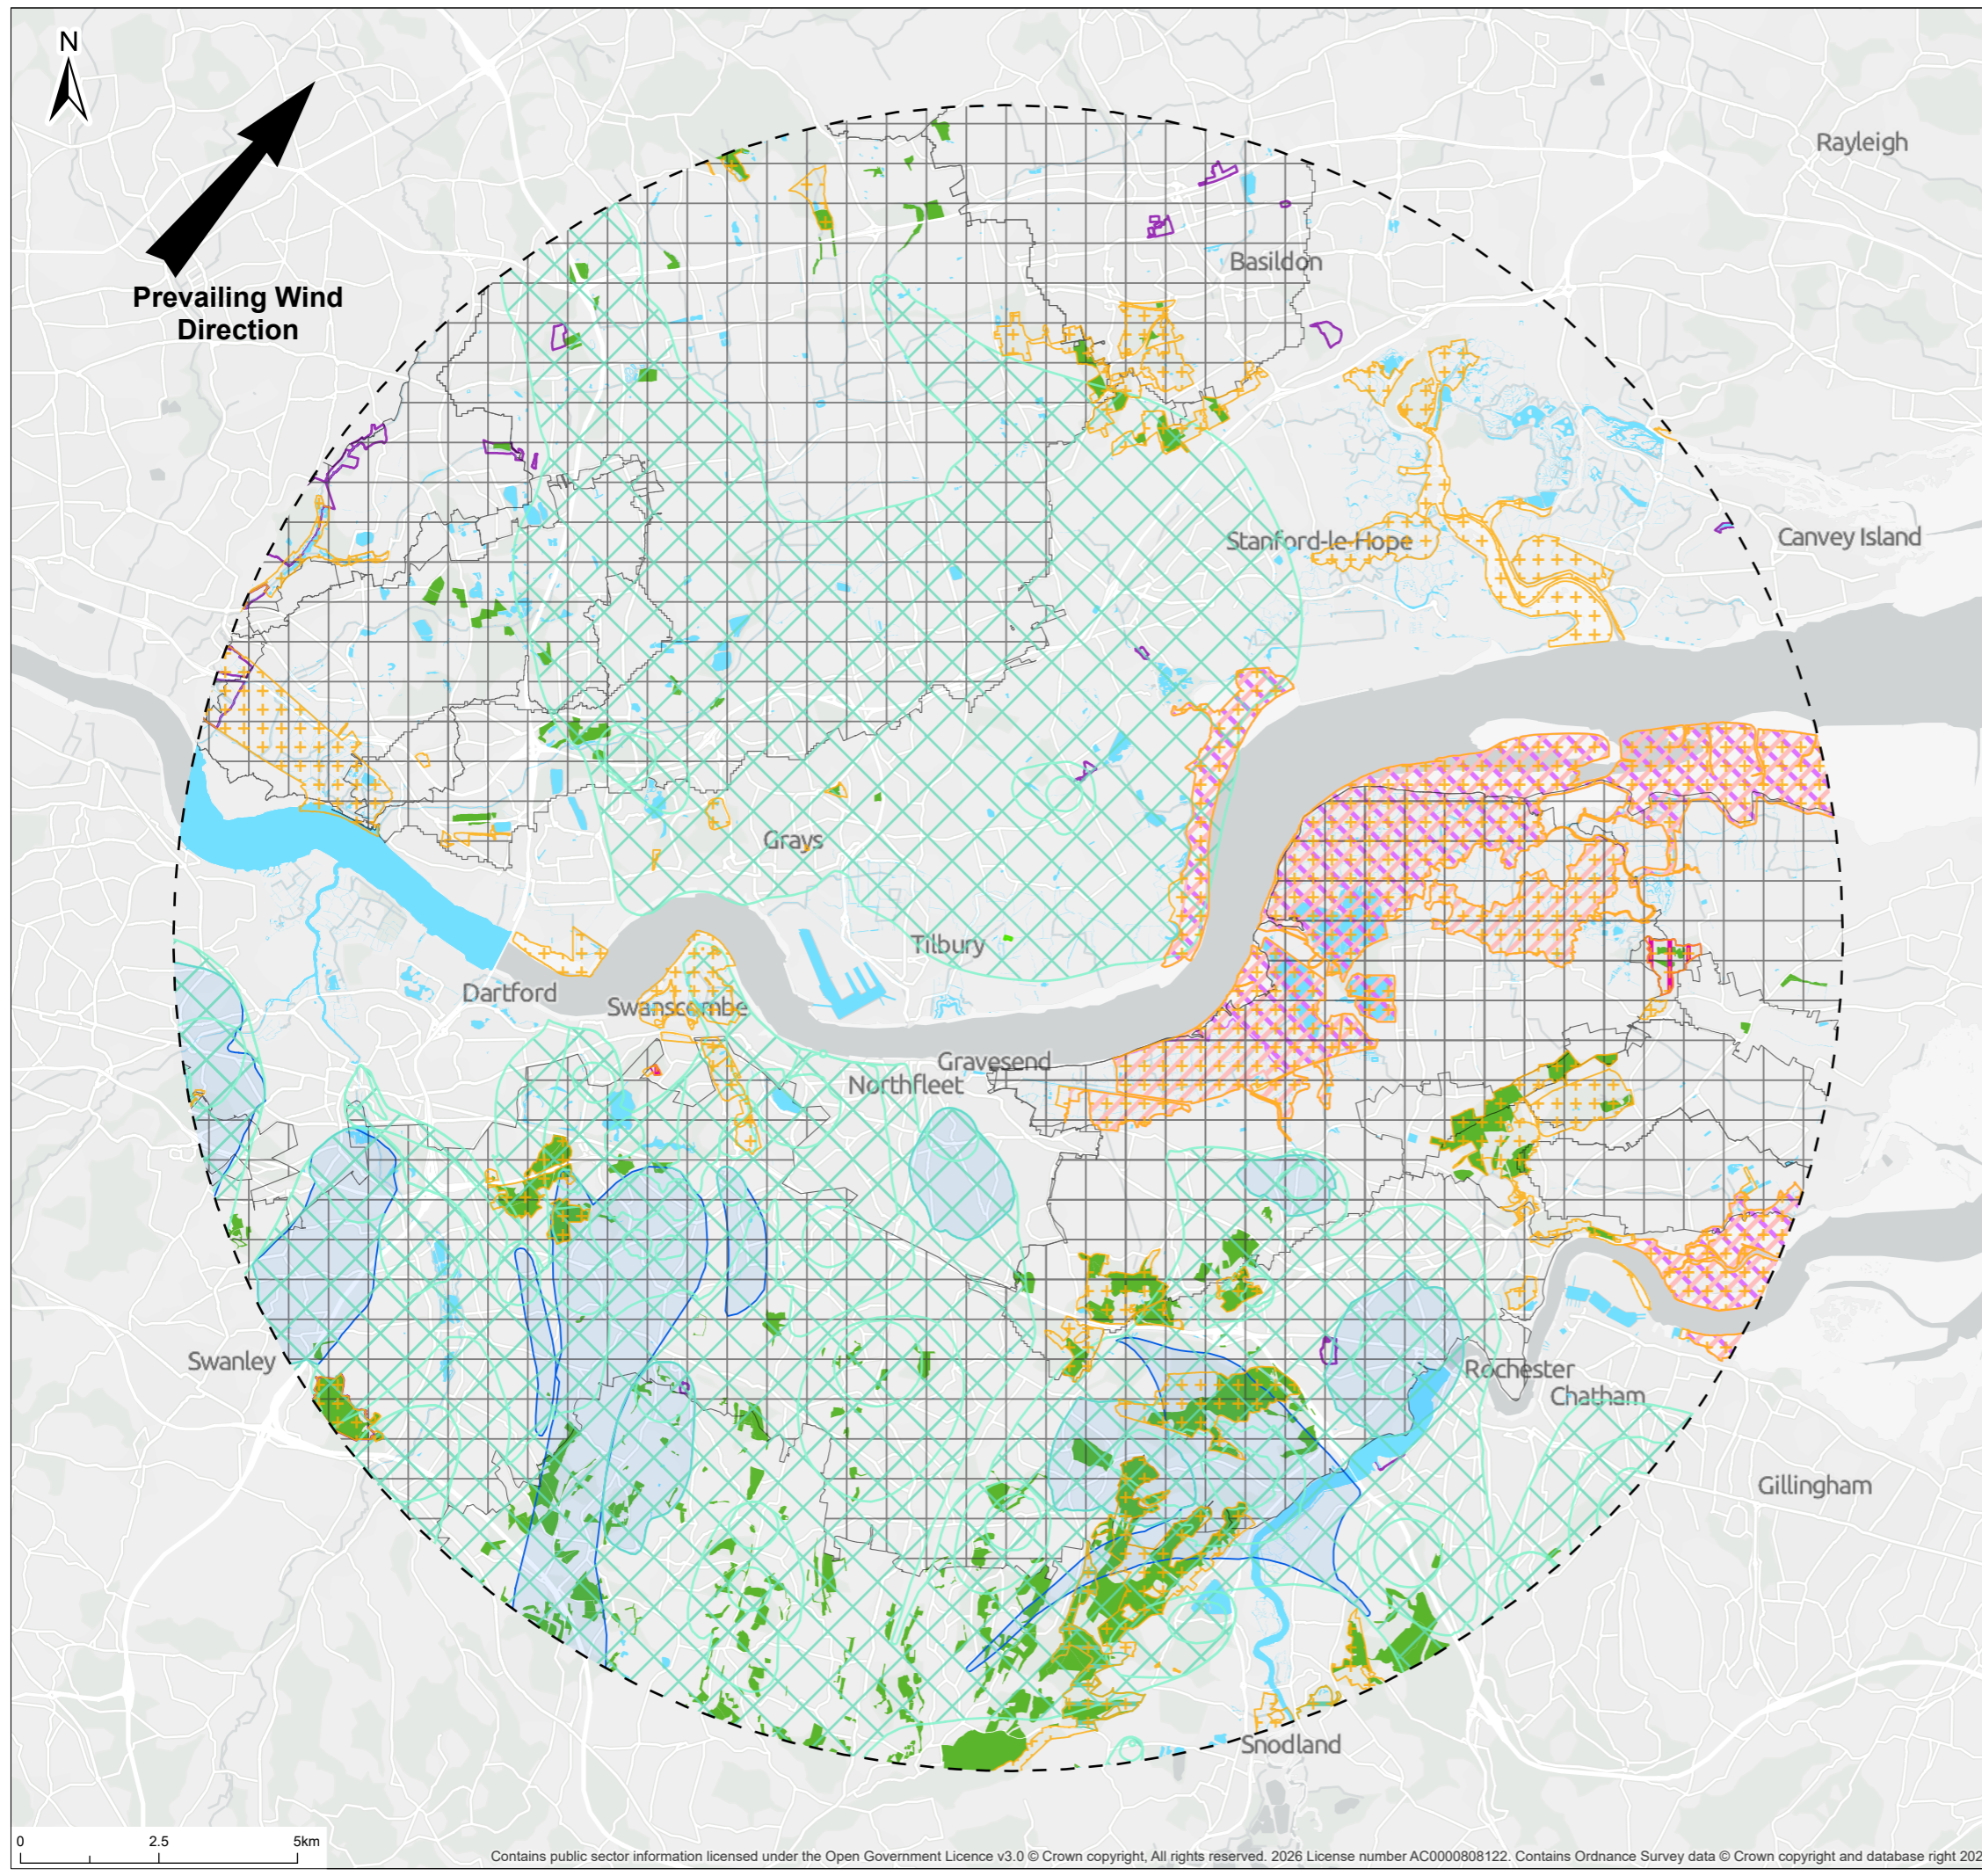 N
Prevailing Wind
Direction
Rayleigh
Basildon
Canvey Island
Stanford-le-Hope
Grays
Tilbury
Dartford
Swanscombe
Gravesend
Northfleet
Swanley
Rochester
Chatham
Gillingham
Snodland
0 2.5 5km
Contains public sector information licensed under the Open Government Licence v3.0 © Crown copyright, All rights reserved. 2026 License number AC0000808122. Contains Ordnance Survey data © Crown copyright and database right 202